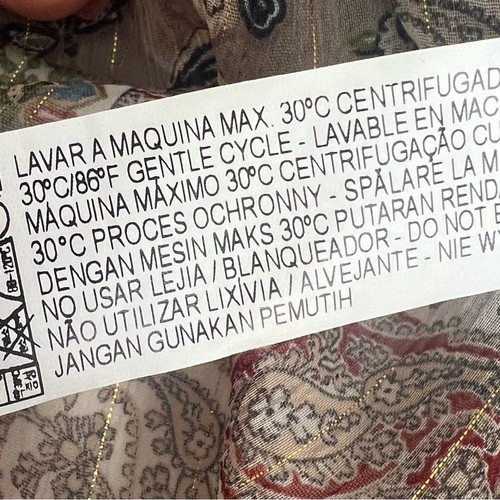 LAVAR A MAQUINA MAX. 30°C CENTRIFUGAD
30°C/86°F GENTLE CYCLE - LAVABLE EN MAC
MÁQUINA MÁXIMO 30°C CENTRIFUGAÇÃO CU
30°C PROCES OCHRONNY - SPĂLARE LA M
DENGAN MESIN MAKS 30°C PUTARAN REND
NO USAR LEJIA / BLANQUEADOR - DO NOT
NÃO UTILIZAR LIXÍVIA / ALVEJANTE - NIE W
JANGAN GUNAKAN PEMUTIH